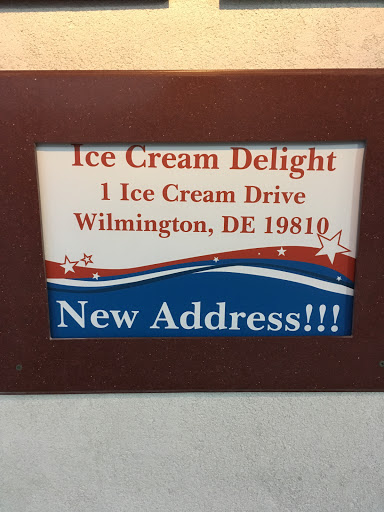 Ice Cream Delight
1 Ice Cream Drive
Wilmington, DE 19810
New Address!!!